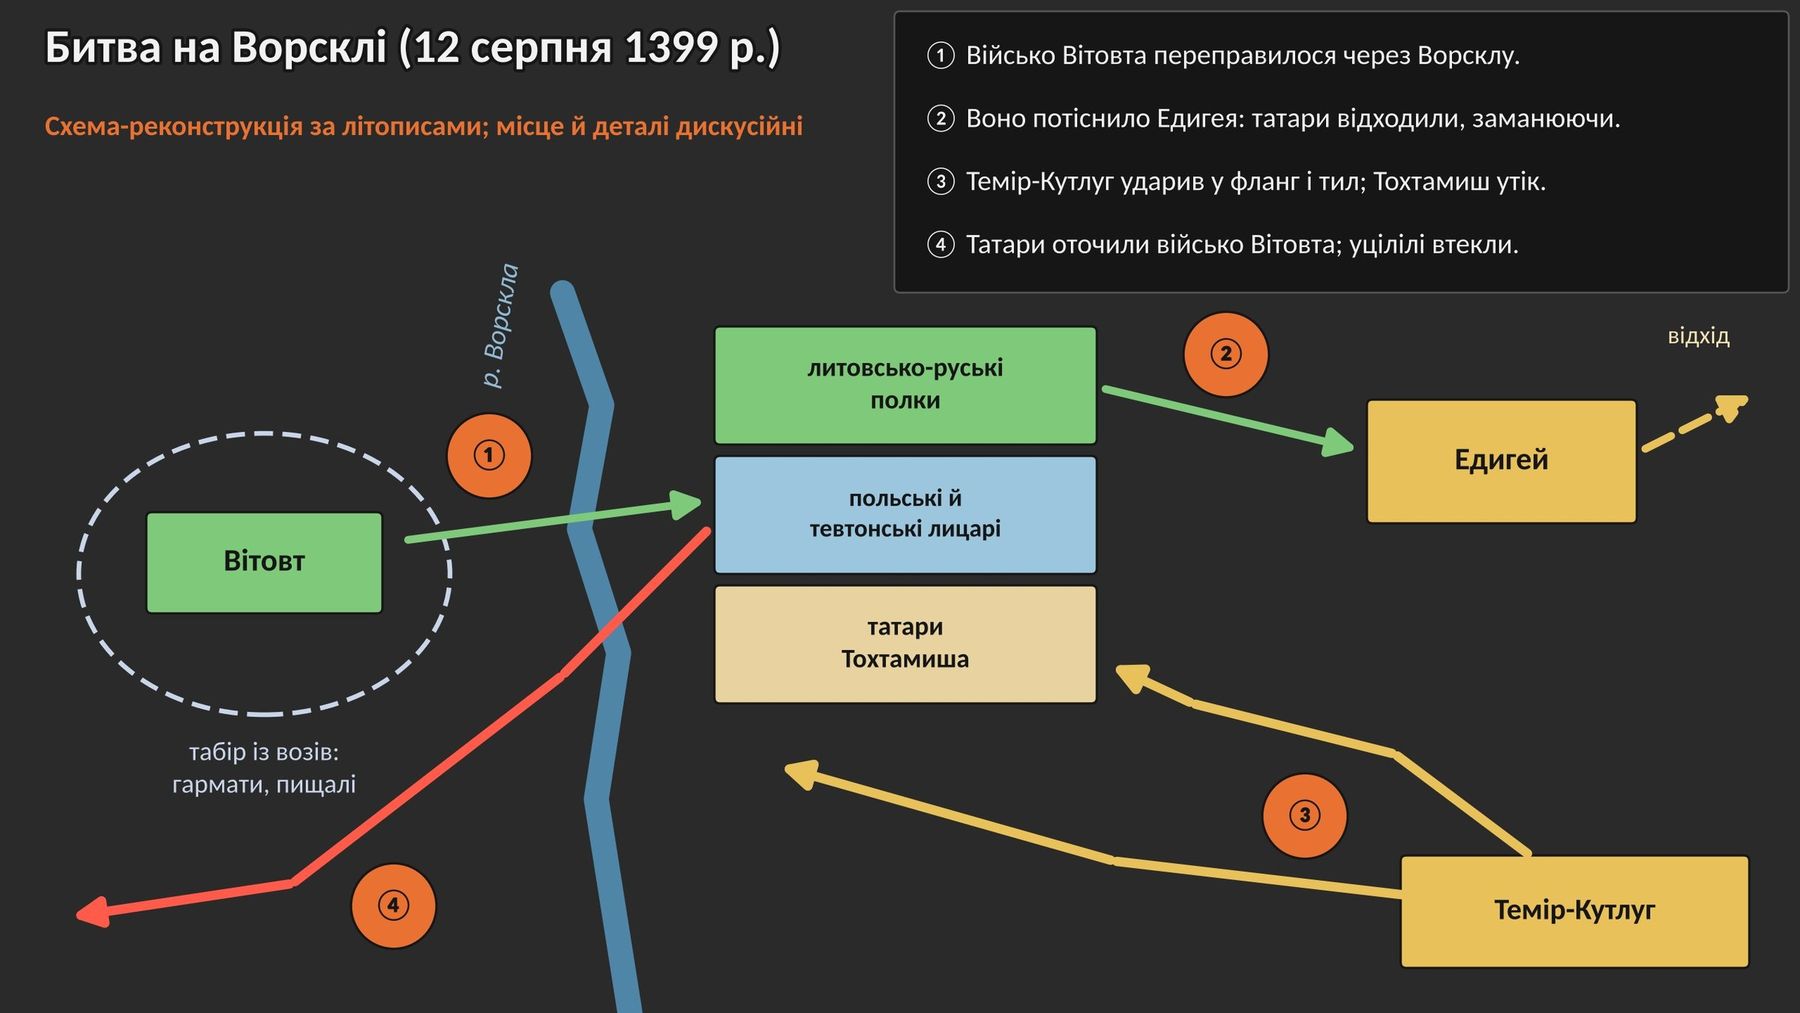 Битва на Ворсклі (12 серпня 1399 р.)
Схема-реконструкція за літописами; місце й деталі дискусійні
① Військо Вітовта переправилося через Ворсклу.
② Воно потіснило Едигея: татари відходили, заманюючи.
③ Темір-Кутлуг ударив у фланг і тил; Тохтамиш утік.
④ Татари оточили військо Вітовта; уцілілі втекли.
р. Ворскла
литовсько-руські
полки
②
відхід
Едигей
①
польські й
тевтонські лицарі
Вітовт
татари
Тохтамиша
табір із возів:
гармати, пищалі
③
④
Темір-Кутлуг